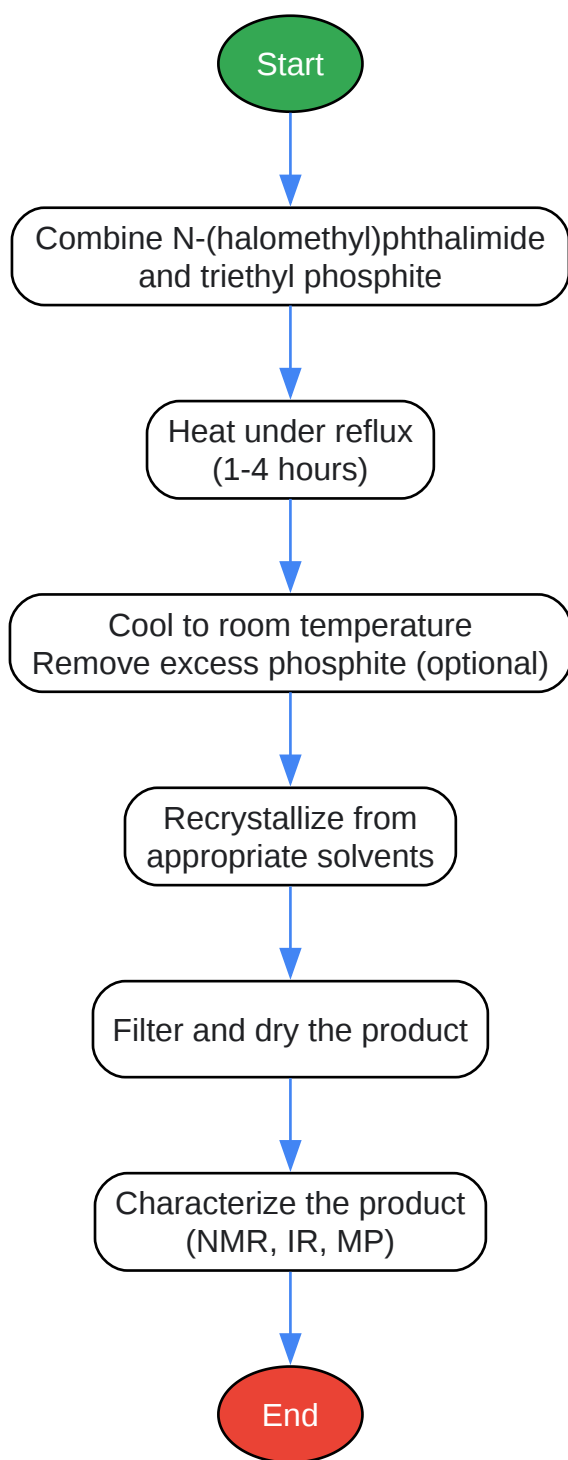 Start
Combine N-(halomethyl)phthalimide
and triethyl phosphite
Heat under reflux
(1-4 hours)
Cool to room temperature
Remove excess phosphite (optional)
Recrystallize from
appropriate solvents
Filter and dry the product
Characterize the product
(NMR, IR, MP)
End